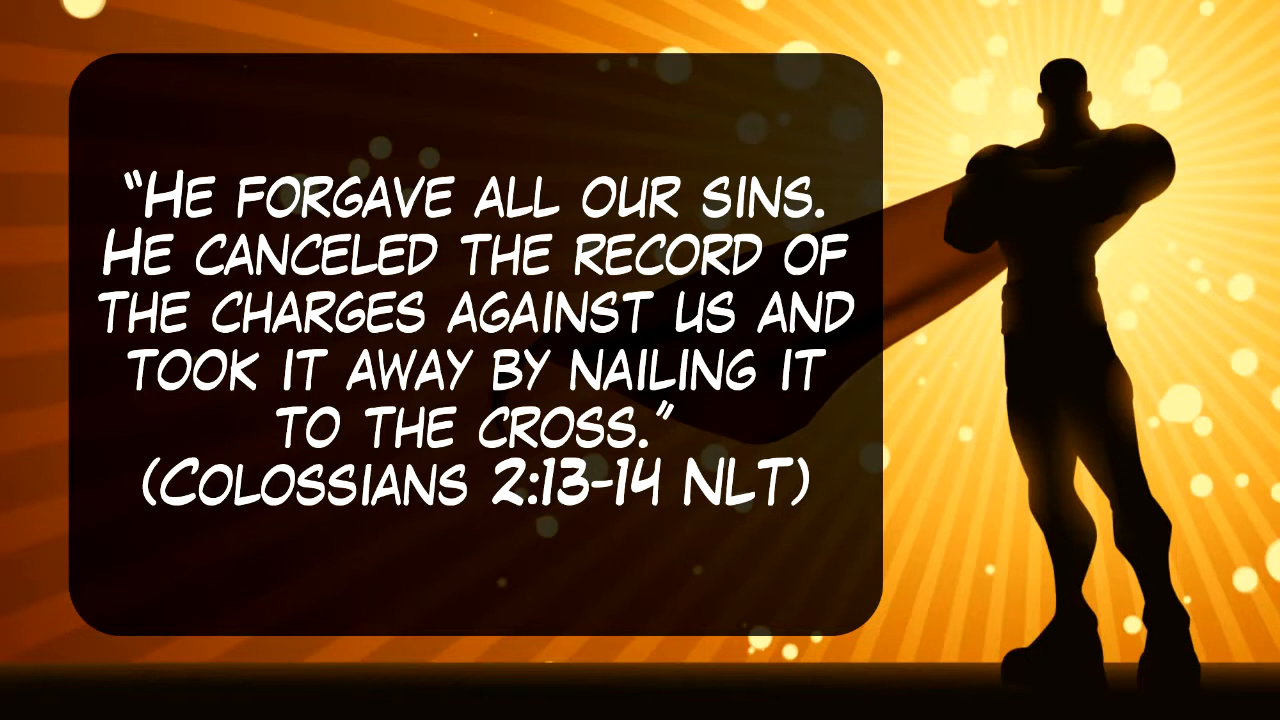 “He forgave all our sins.
He canceled the record of
the charges against us and
took it away by nailing it
to the cross.”
(Colossians 2:13-14 NLT)